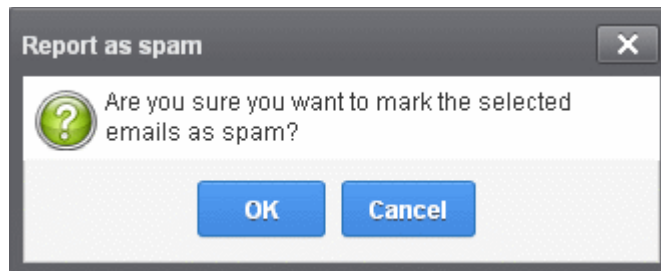 Report as spam
Are you sure you want to mark the selected
emails as spam?
OK
Cancel